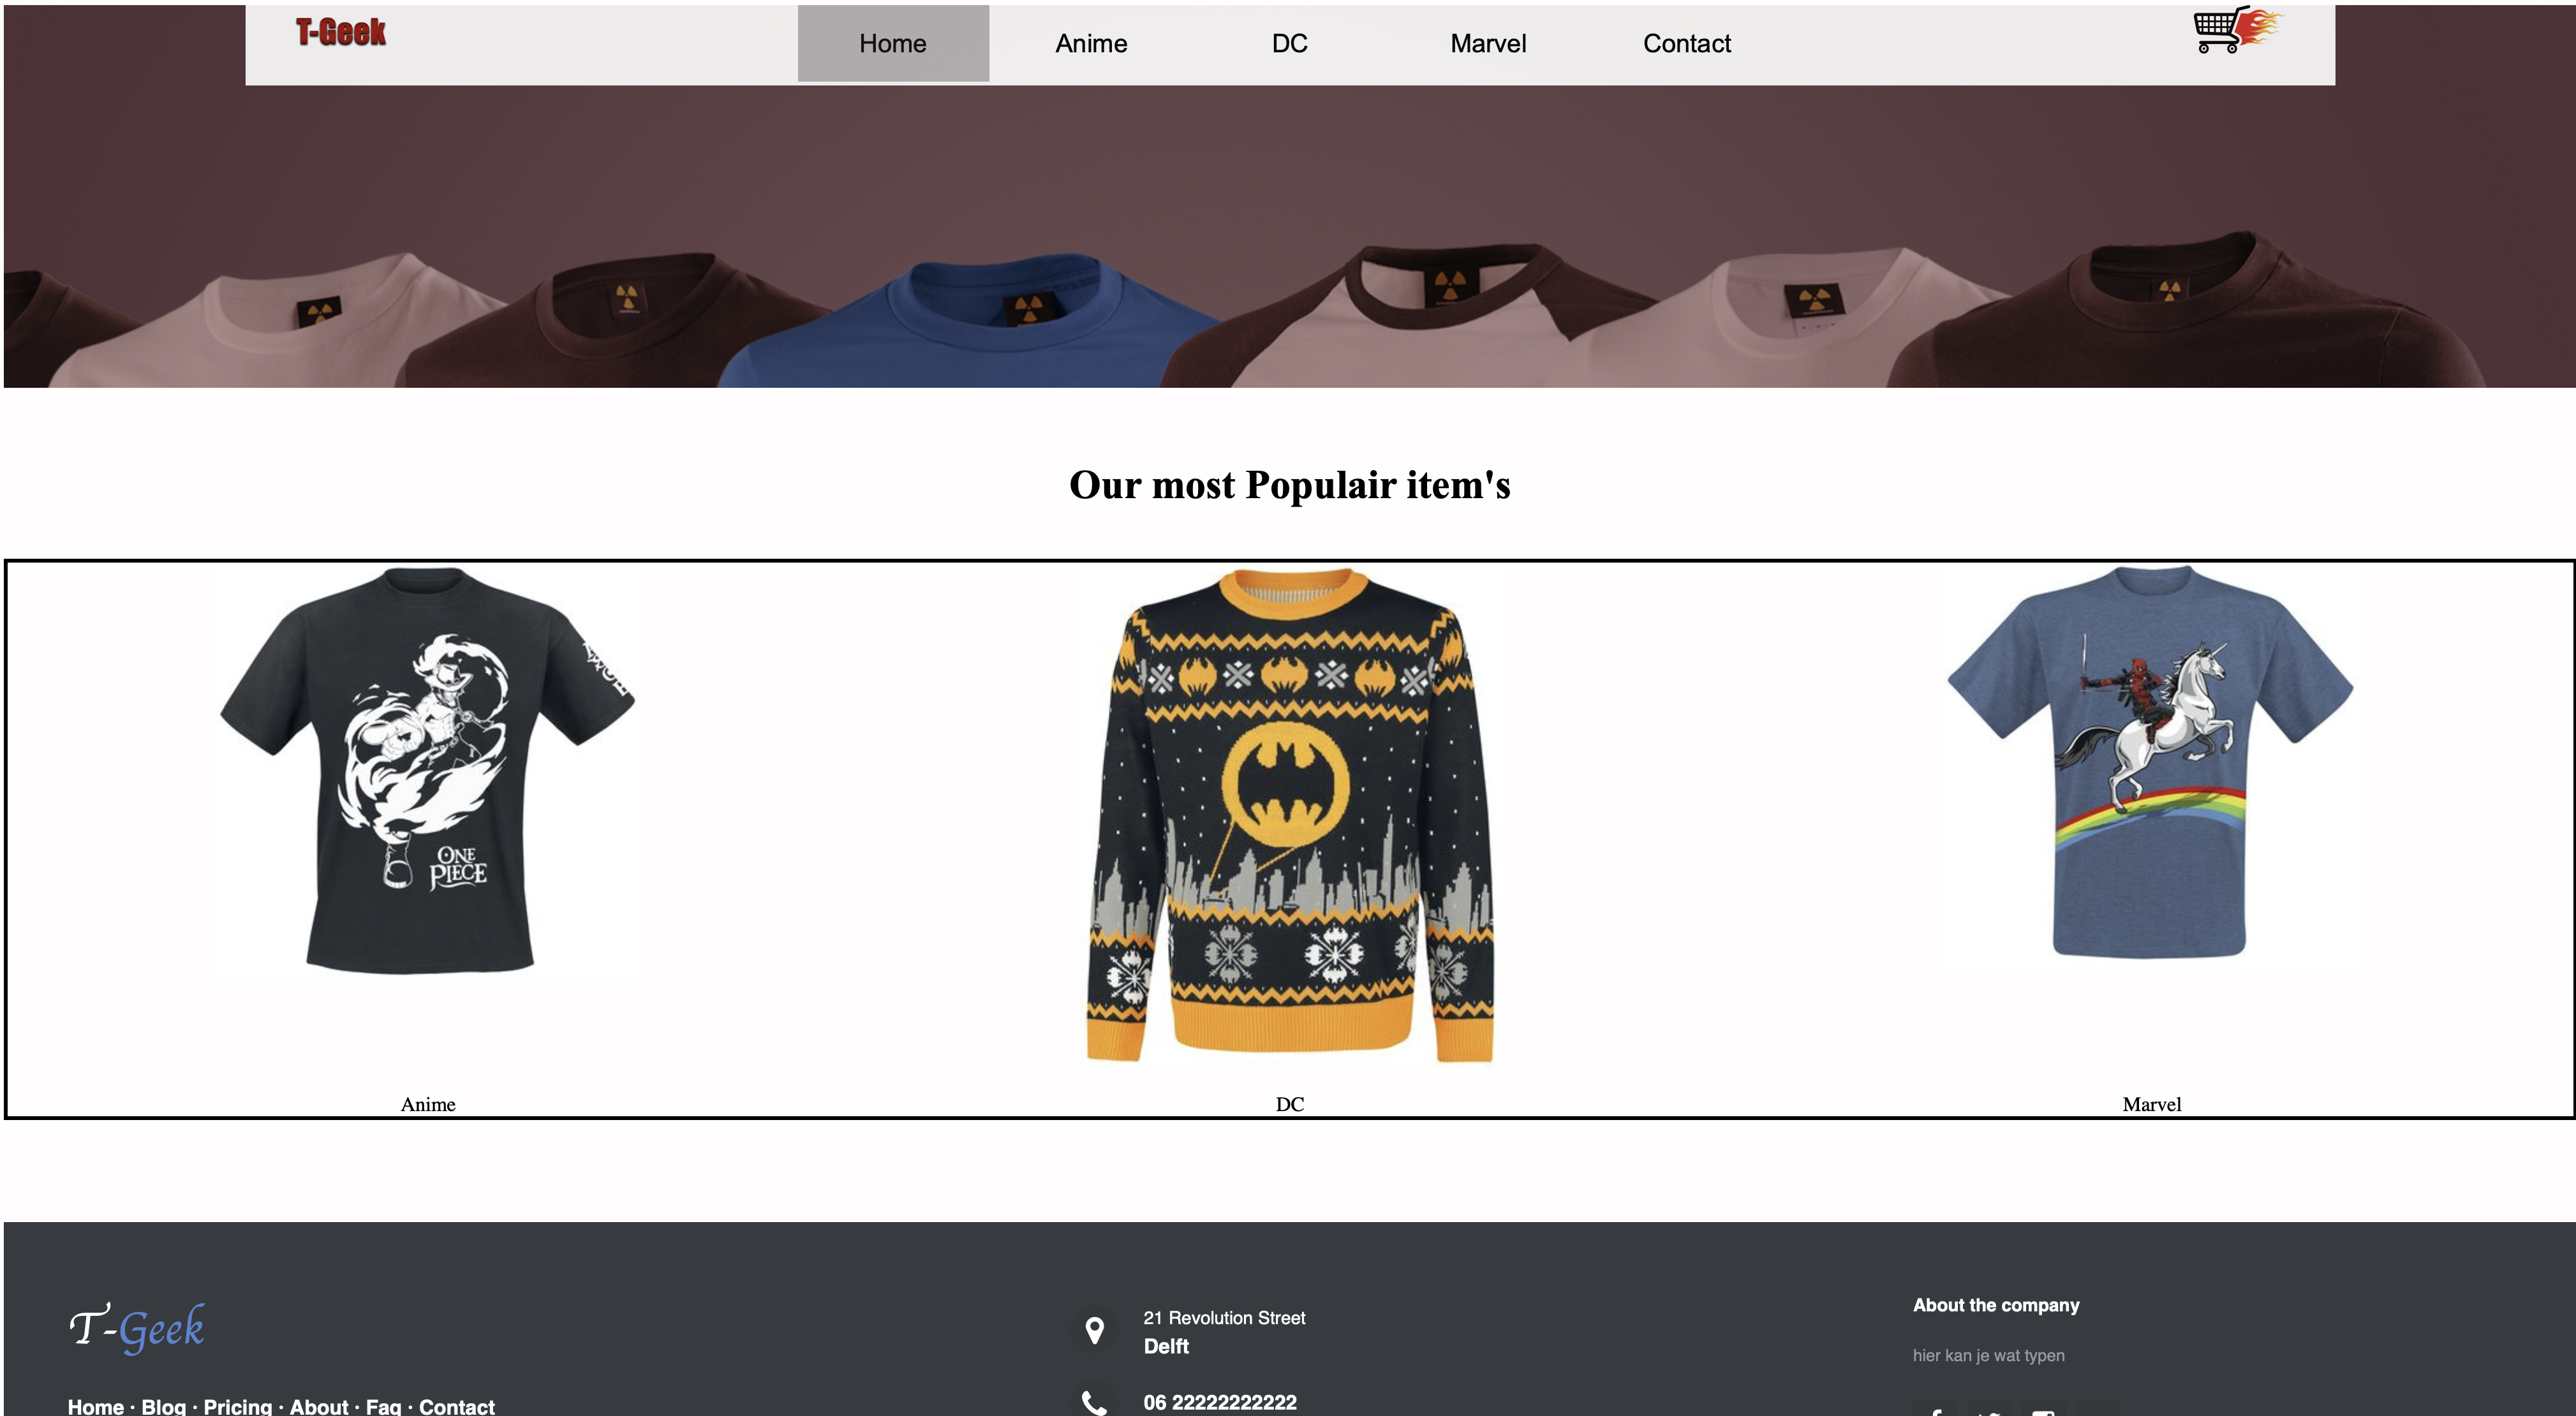 T-Geek
Home
Anime
DC
Marvel
Contact
Our most Populair item's
ONE
PIECE
Anime
DC
Marvel
T-Geek
Home · Blog · Pricing · About · Faq · Contact
21 Revolution Street
Delft
06 22222222222
About the company
hier kan je wat typen